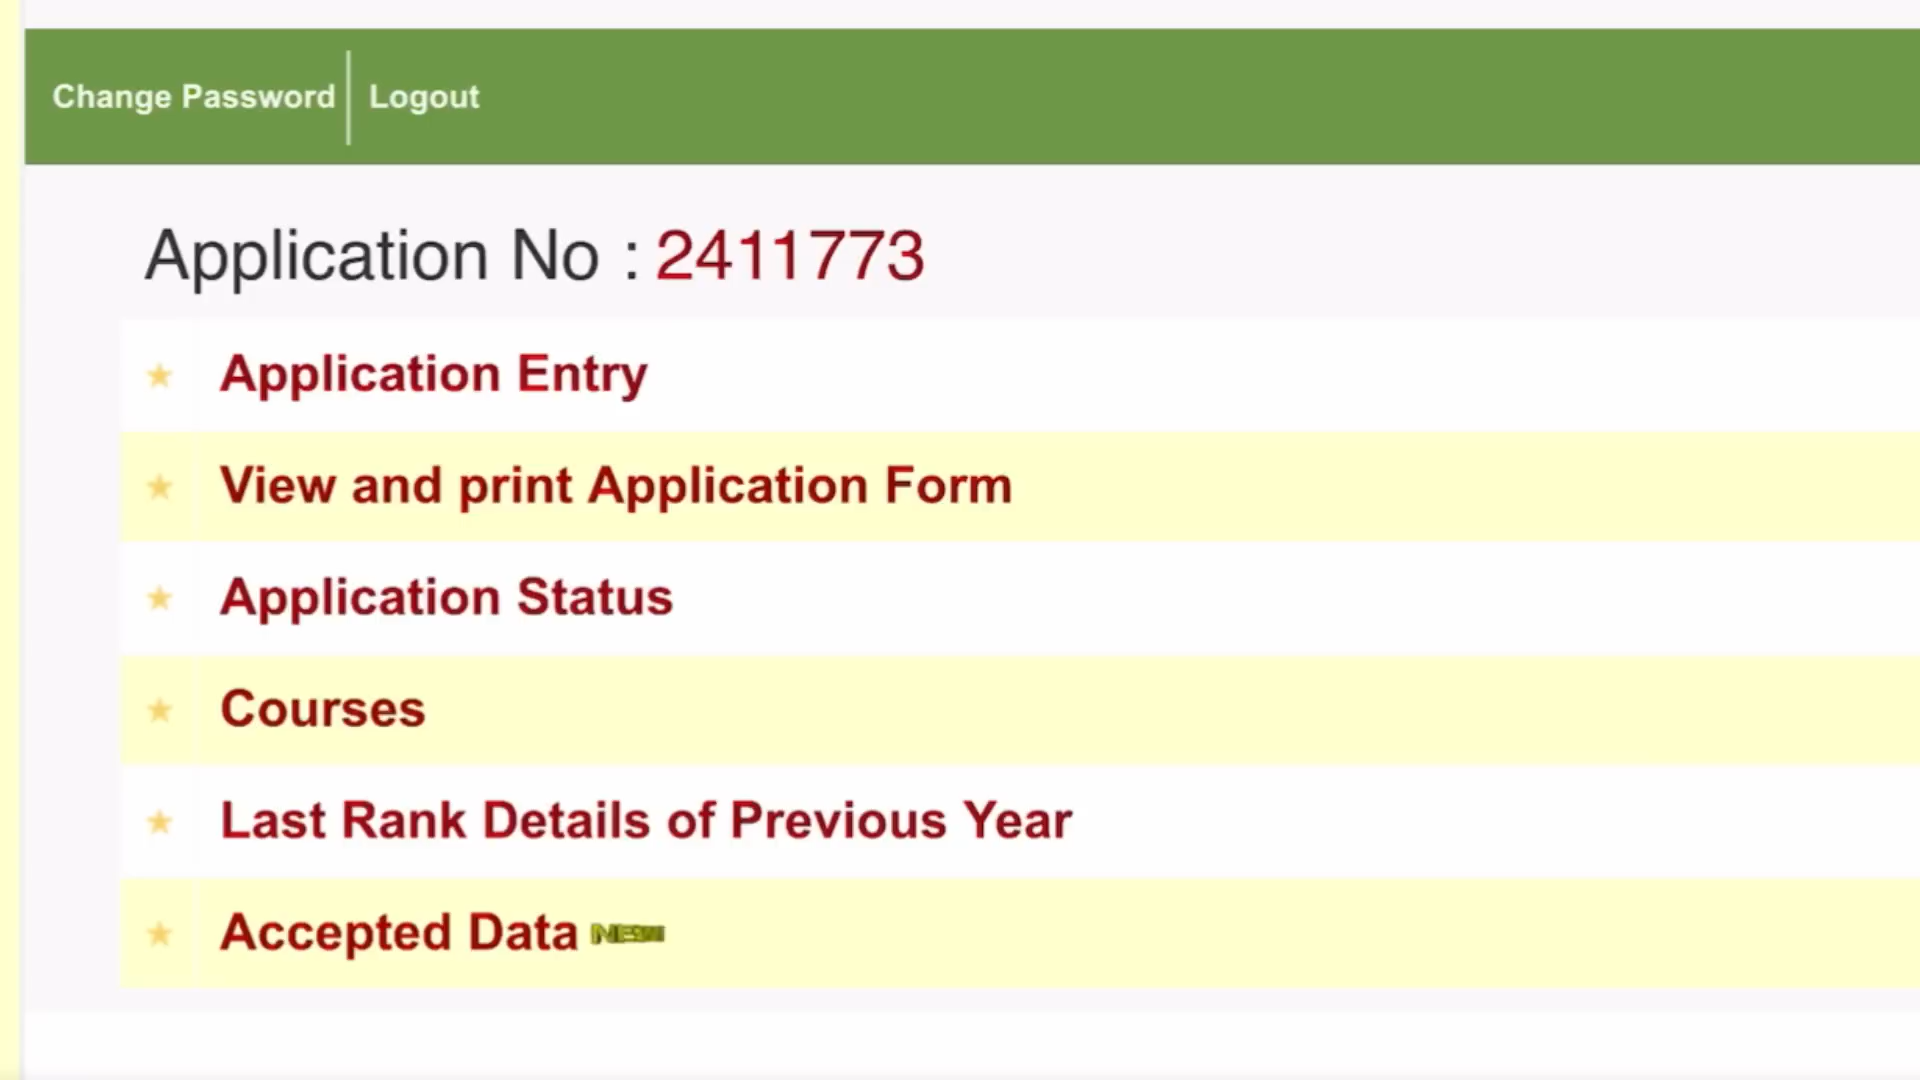 Change Password Logout
Application No : 2411773
Application Entry
View and print Application Form
Application Status
Courses
Last Rank Details of Previous Year
Accepted Data NEW